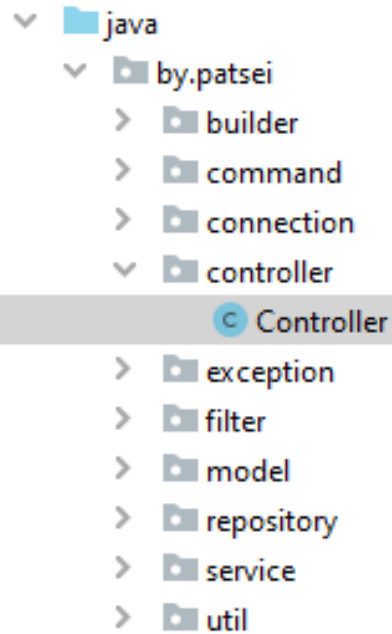 java
by.patsei
builder
command
connection
controller
C Controller
exception
filter
model
repository
service
util